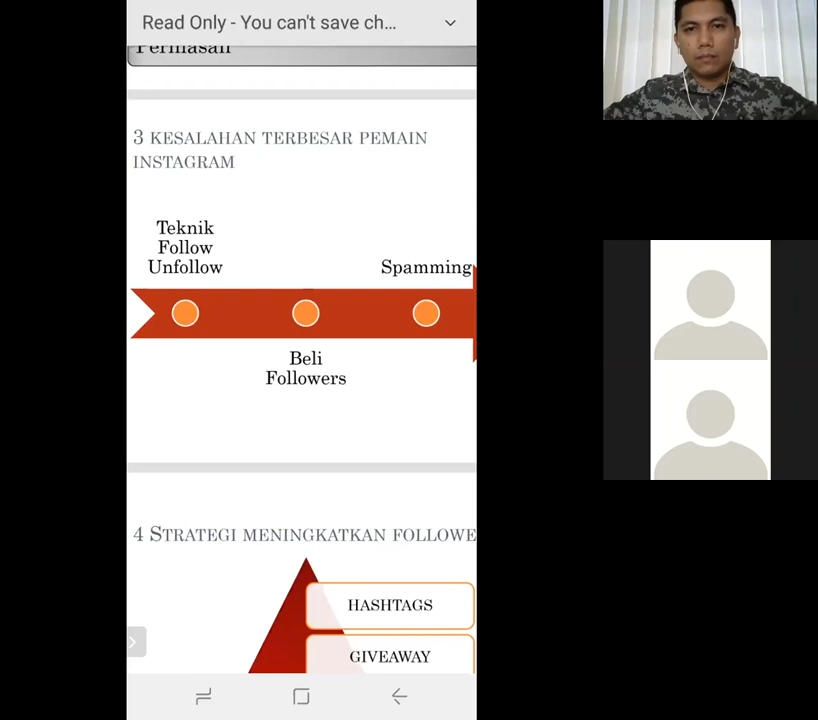 Read Only - You can't save ch...
Permasan
3 KESALAHAN TERBESAR PEMAIN
INSTAGRAM
Teknik
Follow
Unfollow
Spamming
Beli
Followers
4 STRATEGI MENINGKATKAN FOLLOWE
HASHTAGS
GIVEAWAY